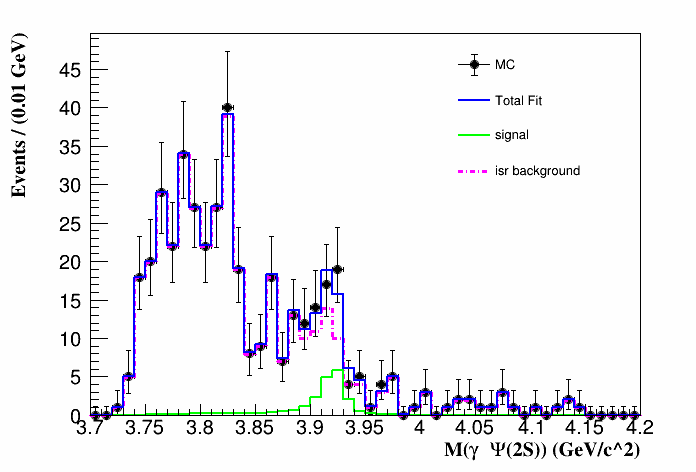 Events / (0.01 GeV)
45
40
35
30
25
20
15
10
5
0
MC
Total Fit
signal
isr background
3.7 3.75 3.8 3.85 3.9 3.95 4 4.05 4.1 4.15 4.2
M(γ Ψ(2S)) (GeV/c^2)